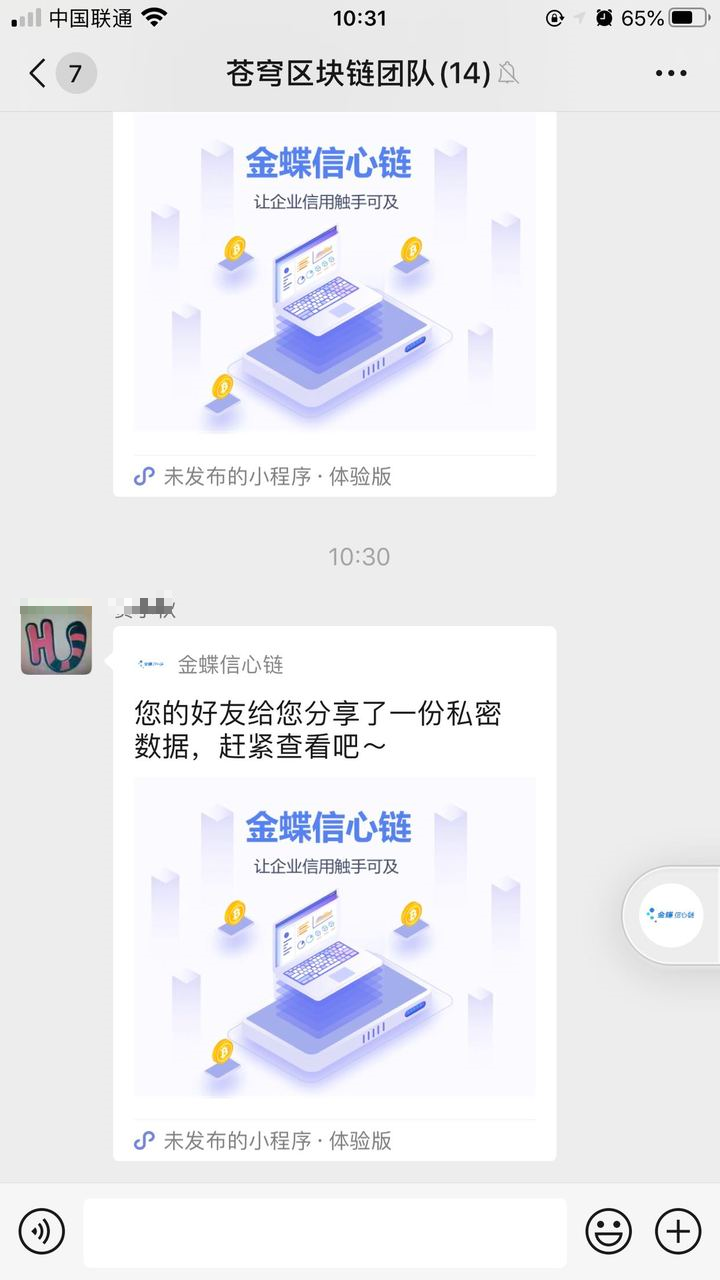 中国联通
10:31
65%
7
苍穹区块链团队(14)
金蝶信心链
让企业信用触手可及
未发布的小程序 · 体验版
10:30
金蝶信心链
您的好友给您分享了一份私密
数据，赶紧查看吧～
金蝶信心链
让企业信用触手可及
金蝶 信心链
未发布的小程序 · 体验版